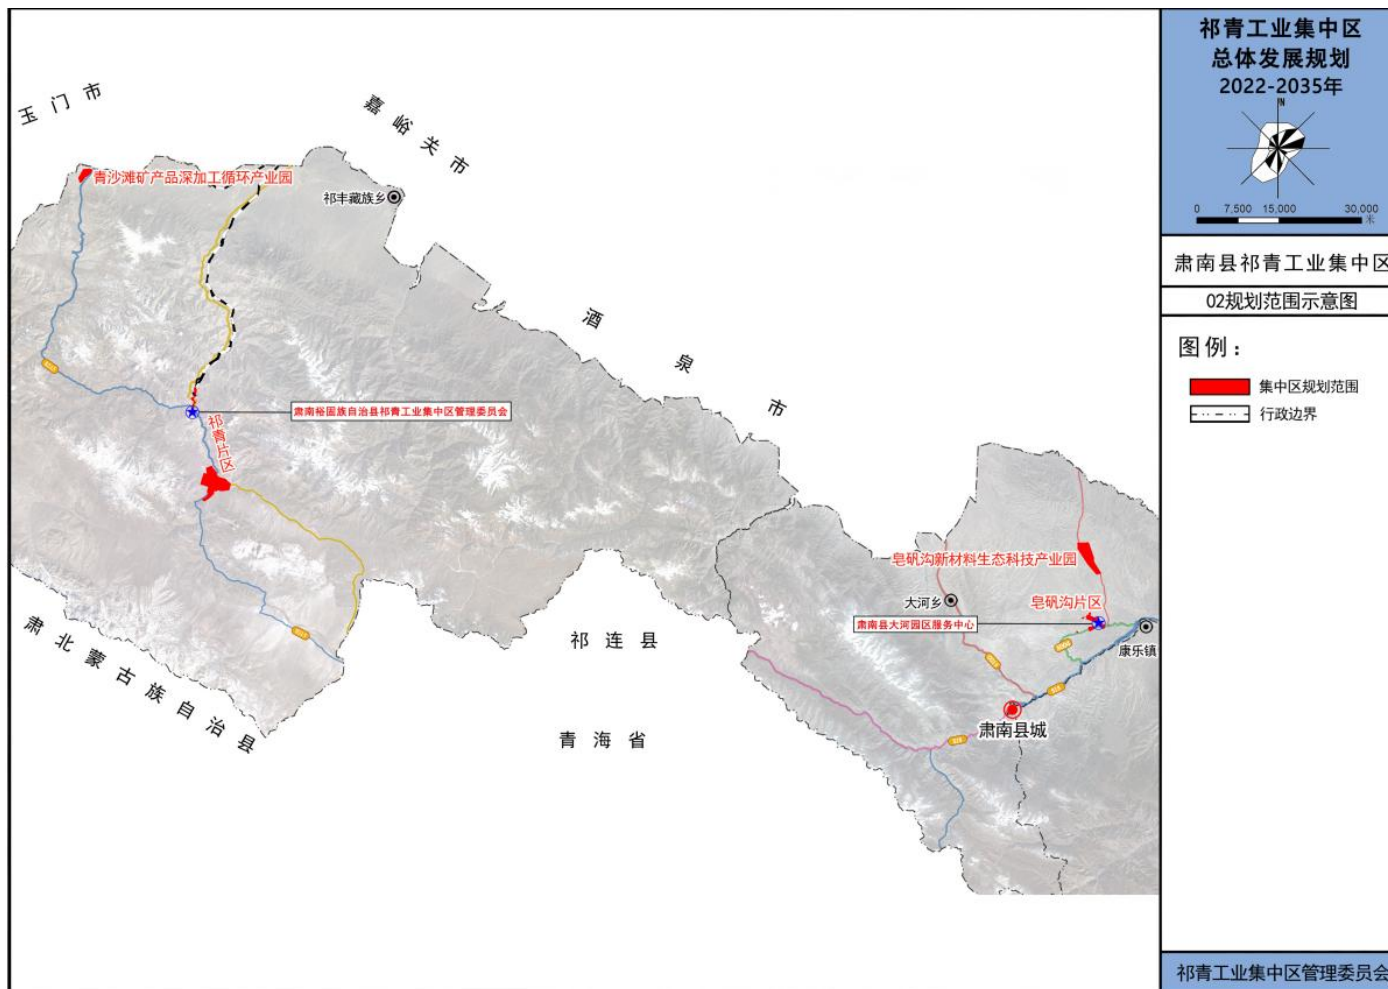 祁青工业集中区
总体发展规划
2022-2035年
N
0 7,500 15,000 30,000
米
肃南县祁青工业集中区
02规划范围示意图
图例：
集中区规划范围
行政边界
祁青工业集中区管理委员会
玉门市
嘉峪关市
青沙滩矿产品深加工循环产业园
祁丰藏族乡
酒泉市
肃南裕固族自治县祁青工业集中区管理委员会
祁青片区
皂矾沟新材料生态科技产业园
大河乡
皂矾沟片区
肃南县大河园区服务中心
康乐镇
肃北蒙古族自治县
祁连县
青海省
肃南县城